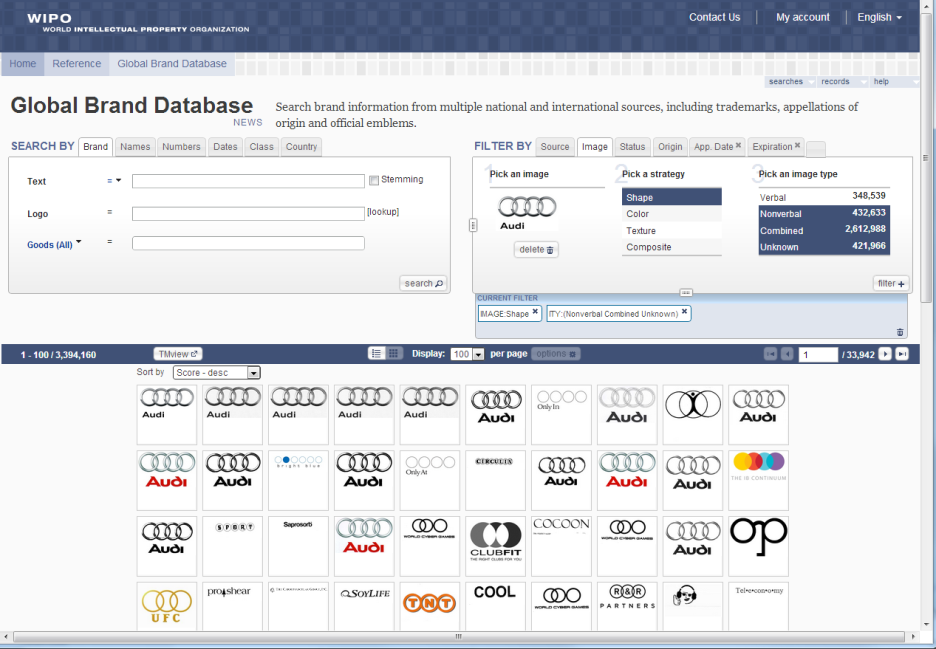 WIPO
WORLD INTELLECTUAL PROPERTY ORGANIZATION
Contact Us
My account
English
Home
Reference
Global Brand Database
searches
records
help
Global Brand Database
NEWS
Search brand information from multiple national and international sources, including trademarks, appellations of
origin and official emblems.
SEARCH BY
Brand
Names
Numbers
Dates
Class
Country
Text
=
Stemming
Logo
=
[lookup]
Goods (All)
=
search
FILTER BY
Source
Image
Status
Origin
App. Date
Expiration
1
Pick an image
Audi
delete
2
Pick a strategy
Shape
Color
Texture
Composite
3
Pick an image type
Verbal 348,539
Nonverbal 432,633
Combined 2,612,988
Unknown 421,966
filter
CURRENT FILTER
IMAGE:Shape
ITY:(Nonverbal Combined Unknown)
1 - 100 / 3,394,160
TMview
Display: 100 per page
options
1 / 33,942
Sort by Score - desc
Audi
Audi
Audi
Audi
Audi
Audi
Only In
Audi
Audi
Audi
Audi
bright blue
Audi
Only At
CIRCULIS
Audi
Audi
Audi
THE IB CONTINUUM
Audi
SPORT
Saprosorti
Audi
WORLD CYBER GAMES
CLUBFIT
THE RIGHT CLUBS FOR YOU
COCOON
WORLD CYBER GAMES
Audi
op
UFC
proshear
SOYLIFE
TNT
COOL
WORLD CYBER GAMES
R&R
PARTNERS
Tel•e•con•o•my